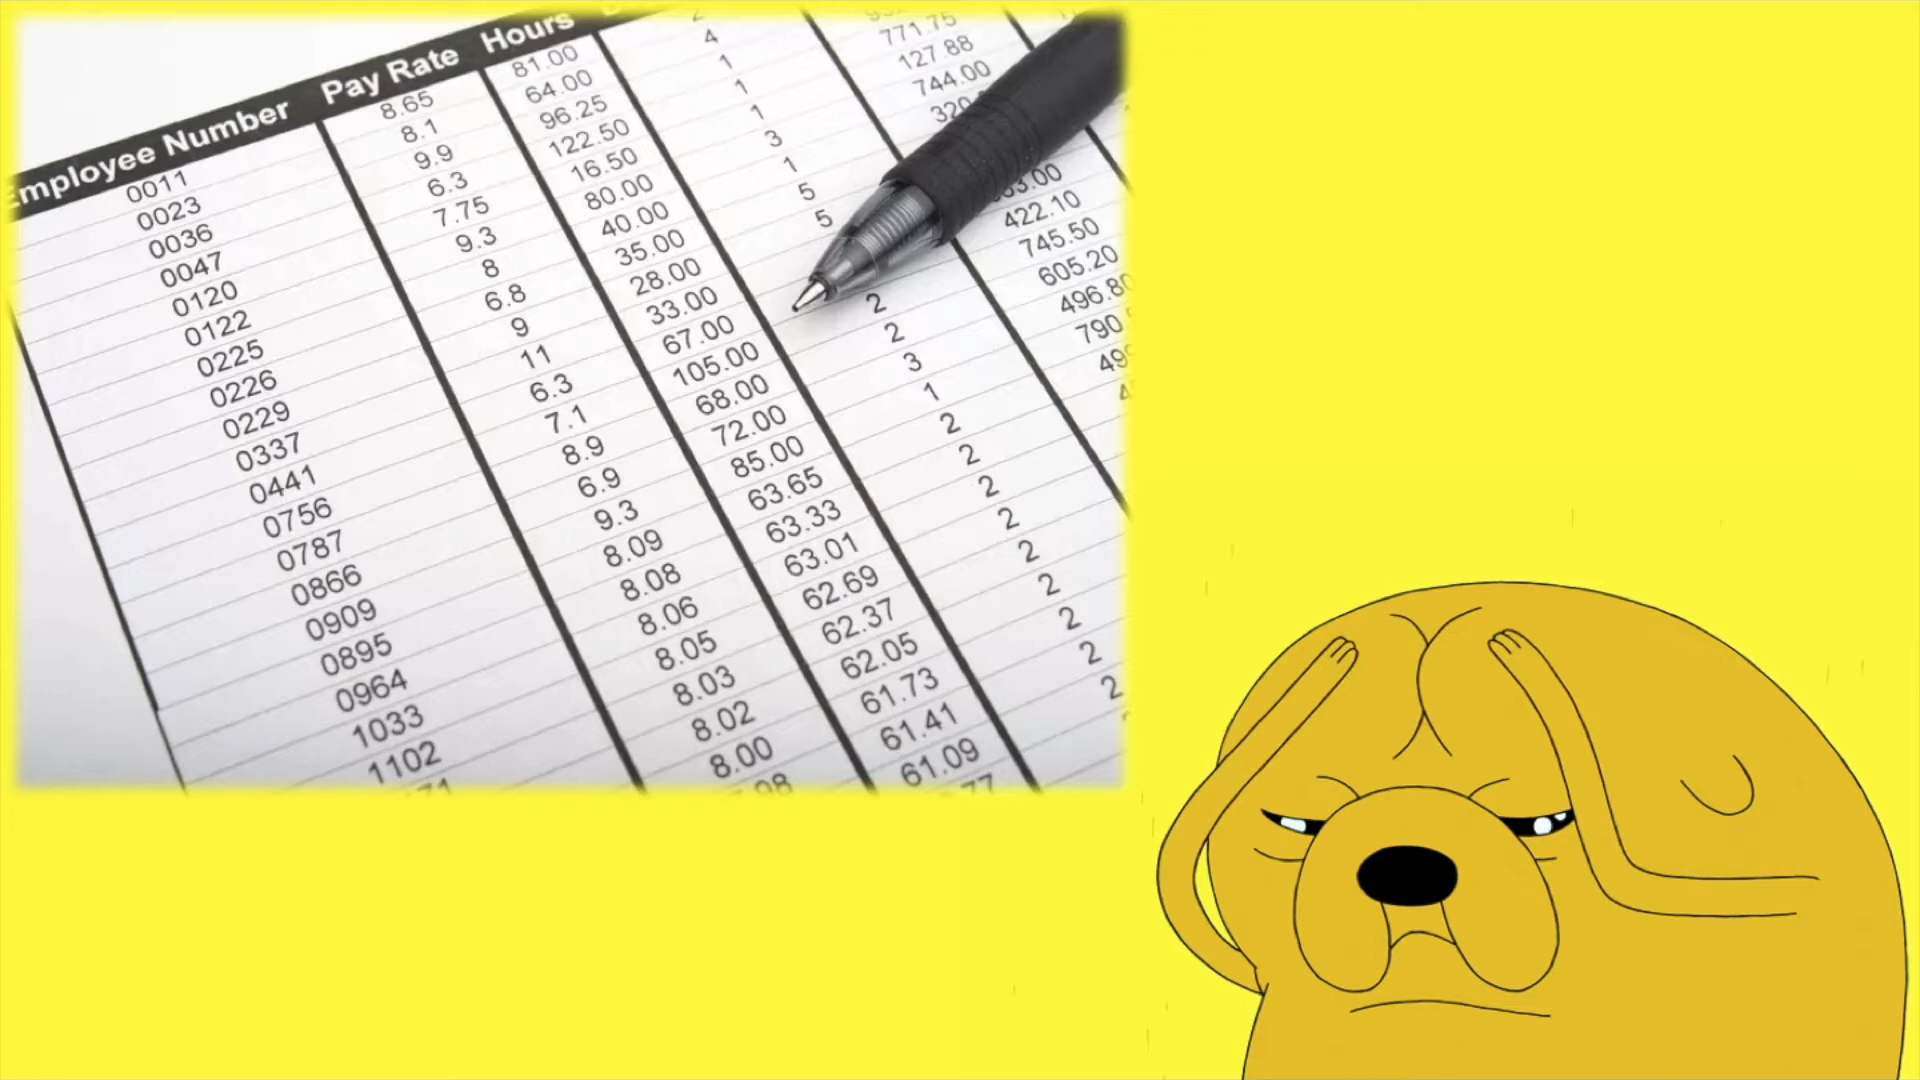 Employee Number Pay Rate Hours
0011 8.65 81.00
0023 8.1 64.00 4
0036 9.9 96.25 1
0047 6.3 122.50 1 771.75
0120 7.75 16.50 1 127.88
0122 9.3 80.00 3 744.00
0225 8 40.00 1 320
0226 6.8 35.00 5
0229 9 28.00 5
0337 11 33.00
0441 6.3 67.00 422.10
0756 7.1 105.00 2 745.50
0787 8.9 68.00 2 605.20
0866 6.9 72.00 3 496.80
0909 9.3 85.00 1 790
0895 8.09 63.65 2
0964 8.08 63.33 2
1033 8.06 63.01 2
1102 8.05 62.69 2
8.03 62.37 2
8.02 62.05 2
8.00 61.73 2
61.41 2
61.09 2